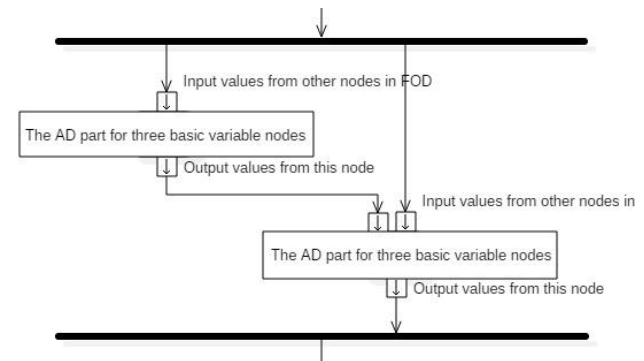 Input values from other nodes in FOD
The AD part for three basic variable nodes
Output values from this node
Input values from other nodes in
The AD part for three basic variable nodes
Output values from this node